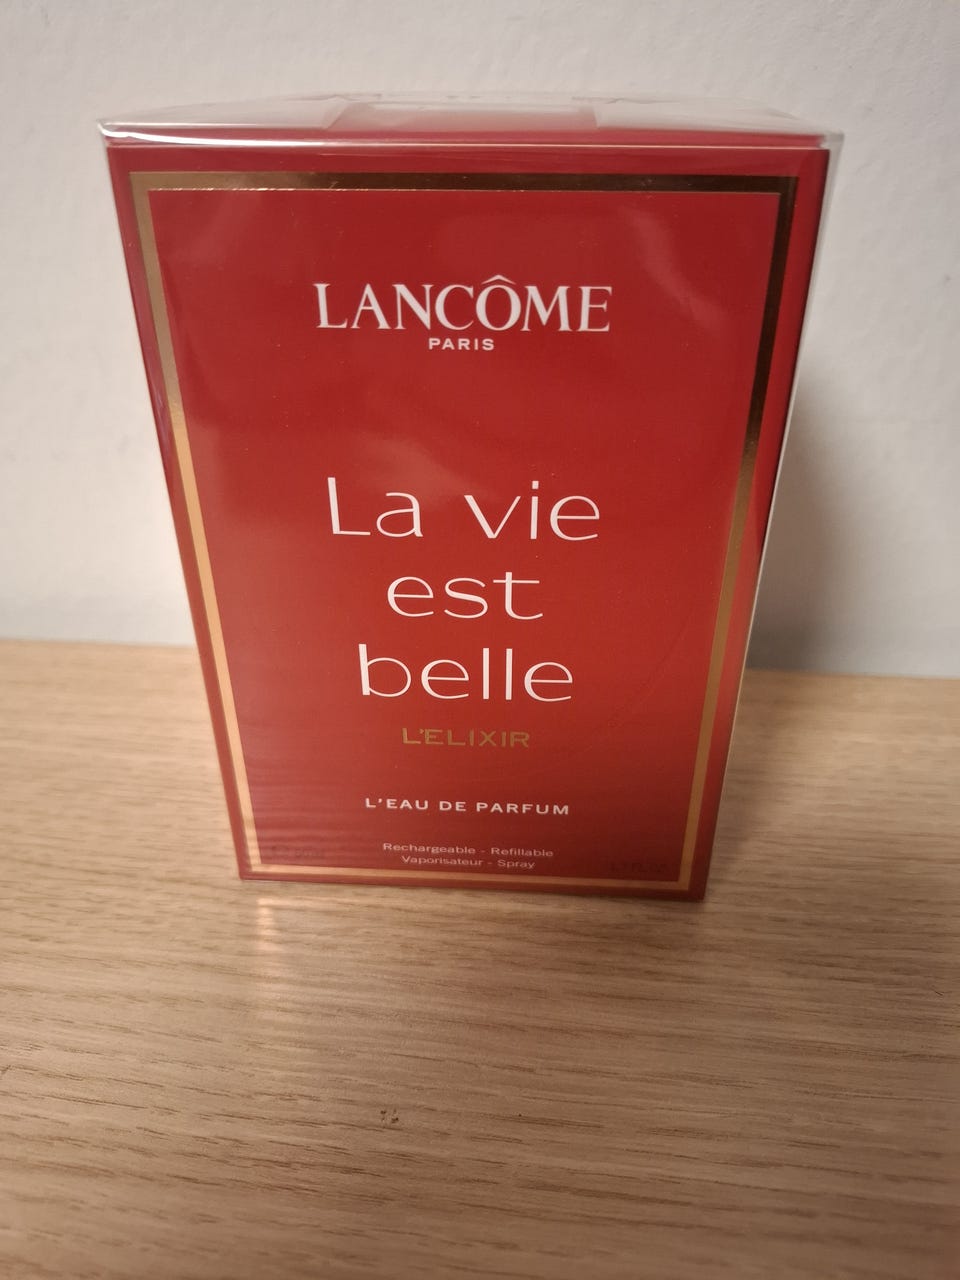 LANCÔME
PARIS
La vie
est
belle
L'ELIXIR
L'EAU DE PARFUM
Rechargeable - Refillable
Vaporisateur - Spray